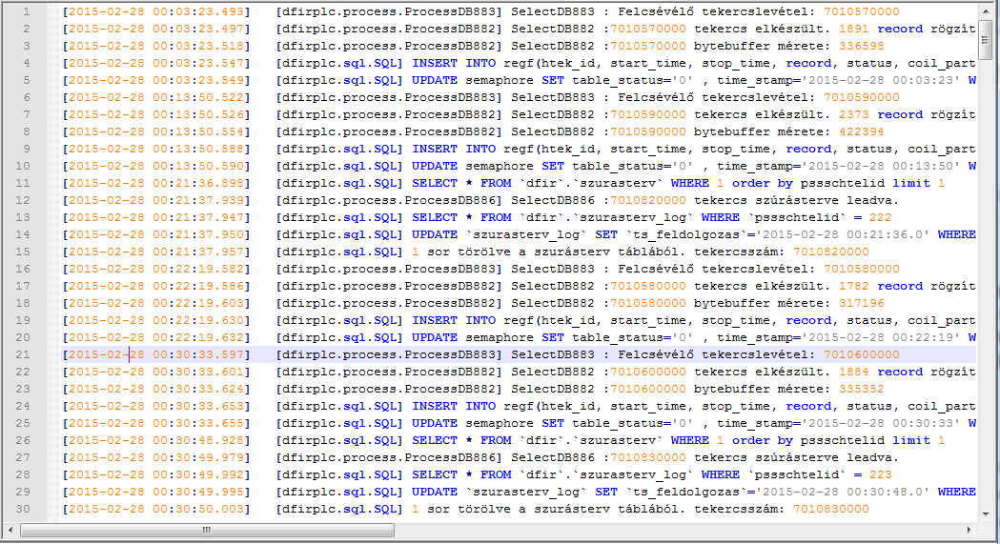 1 [2015-02-28 00:03:23.493] [dfirplc.process.ProcessDB883] SelectDB883 : Felcsévélő tekercslevétel: 7010570000
2 [2015-02-28 00:03:23.497] [dfirplc.process.ProcessDB882] SelectDB882 :7010570000 tekercs elkészült. 1891 record rögzít
3 [2015-02-28 00:03:23.518] [dfirplc.process.ProcessDB882] SelectDB882 :7010570000 bytebuffer mérete: 336598
4 [2015-02-28 00:03:23.547] [dfirplc.sql.SQL] INSERT INTO regf(htek_id, start_time, stop_time, record, status, coil_part
5 [2015-02-28 00:03:23.549] [dfirplc.sql.SQL] UPDATE semaphore SET table_status='0' , time_stamp='2015-02-28 00:03:23' W
6 [2015-02-28 00:13:50.522] [dfirplc.process.ProcessDB883] SelectDB883 : Felcsévélő tekercslevétel: 7010590000
7 [2015-02-28 00:13:50.526] [dfirplc.process.ProcessDB882] SelectDB882 :7010590000 tekercs elkészült. 2373 record rögzít
8 [2015-02-28 00:13:50.554] [dfirplc.process.ProcessDB882] SelectDB882 :7010590000 bytebuffer mérete: 422394
9 [2015-02-28 00:13:50.588] [dfirplc.sql.SQL] INSERT INTO regf(htek_id, start_time, stop_time, record, status, coil_part
10 [2015-02-28 00:13:50.590] [dfirplc.sql.SQL] UPDATE semaphore SET table_status='0' , time_stamp='2015-02-28 00:13:50' W
11 [2015-02-28 00:21:36.898] [dfirplc.sql.SQL] SELECT * FROM `dfir`.`szurasterv` WHERE 1 order by pssschtelid limit 1
12 [2015-02-28 00:21:37.939] [dfirplc.process.ProcessDB886] SelectDB886 :7010820000 tekercs szúrásterve leadva.
13 [2015-02-28 00:21:37.947] [dfirplc.sql.SQL] SELECT * FROM `dfir`.`szurasterv_log` WHERE `pssschtelid` = 222
14 [2015-02-28 00:21:37.950] [dfirplc.sql.SQL] UPDATE `szurasterv_log` SET `ts_feldolgozas`='2015-02-28 00:21:36.0' WHERE
15 [2015-02-28 00:21:37.957] [dfirplc.sql.SQL] 1 sor törölve a szurásterv táblából. tekercsszám: 7010820000
16 [2015-02-28 00:22:19.582] [dfirplc.process.ProcessDB883] SelectDB883 : Felcsévélő tekercslevétel: 7010580000
17 [2015-02-28 00:22:19.586] [dfirplc.process.ProcessDB882] SelectDB882 :7010580000 tekercs elkészült. 1782 record rögzít
18 [2015-02-28 00:22:19.603] [dfirplc.process.ProcessDB882] SelectDB882 :7010580000 bytebuffer mérete: 317196
19 [2015-02-28 00:22:19.630] [dfirplc.sql.SQL] INSERT INTO regf(htek_id, start_time, stop_time, record, status, coil_part
20 [2015-02-28 00:22:19.632] [dfirplc.sql.SQL] UPDATE semaphore SET table_status='0' , time_stamp='2015-02-28 00:22:19' W
21 [2015-02-28 00:30:33.597] [dfirplc.process.ProcessDB883] SelectDB883 : Felcsévélő tekercslevétel: 7010600000
22 [2015-02-28 00:30:33.601] [dfirplc.process.ProcessDB882] SelectDB882 :7010600000 tekercs elkészült. 1884 record rögzít
23 [2015-02-28 00:30:33.624] [dfirplc.process.ProcessDB882] SelectDB882 :7010600000 bytebuffer mérete: 335352
24 [2015-02-28 00:30:33.653] [dfirplc.sql.SQL] INSERT INTO regf(htek_id, start_time, stop_time, record, status, coil_part
25 [2015-02-28 00:30:33.655] [dfirplc.sql.SQL] UPDATE semaphore SET table_status='0' , time_stamp='2015-02-28 00:30:33' W
26 [2015-02-28 00:30:48.928] [dfirplc.sql.SQL] SELECT * FROM `dfir`.`szurasterv` WHERE 1 order by pssschtelid limit 1
27 [2015-02-28 00:30:49.979] [dfirplc.process.ProcessDB886] SelectDB886 :7010830000 tekercs szúrásterve leadva.
28 [2015-02-28 00:30:49.992] [dfirplc.sql.SQL] SELECT * FROM `dfir`.`szurasterv_log` WHERE `pssschtelid` = 223
29 [2015-02-28 00:30:49.995] [dfirplc.sql.SQL] UPDATE `szurasterv_log` SET `ts_feldolgozas`='2015-02-28 00:30:48.0' WHERE
30 [2015-02-28 00:30:50.003] [dfirplc.sql.SQL] 1 sor törölve a szurásterv táblából. tekercsszám: 7010830000